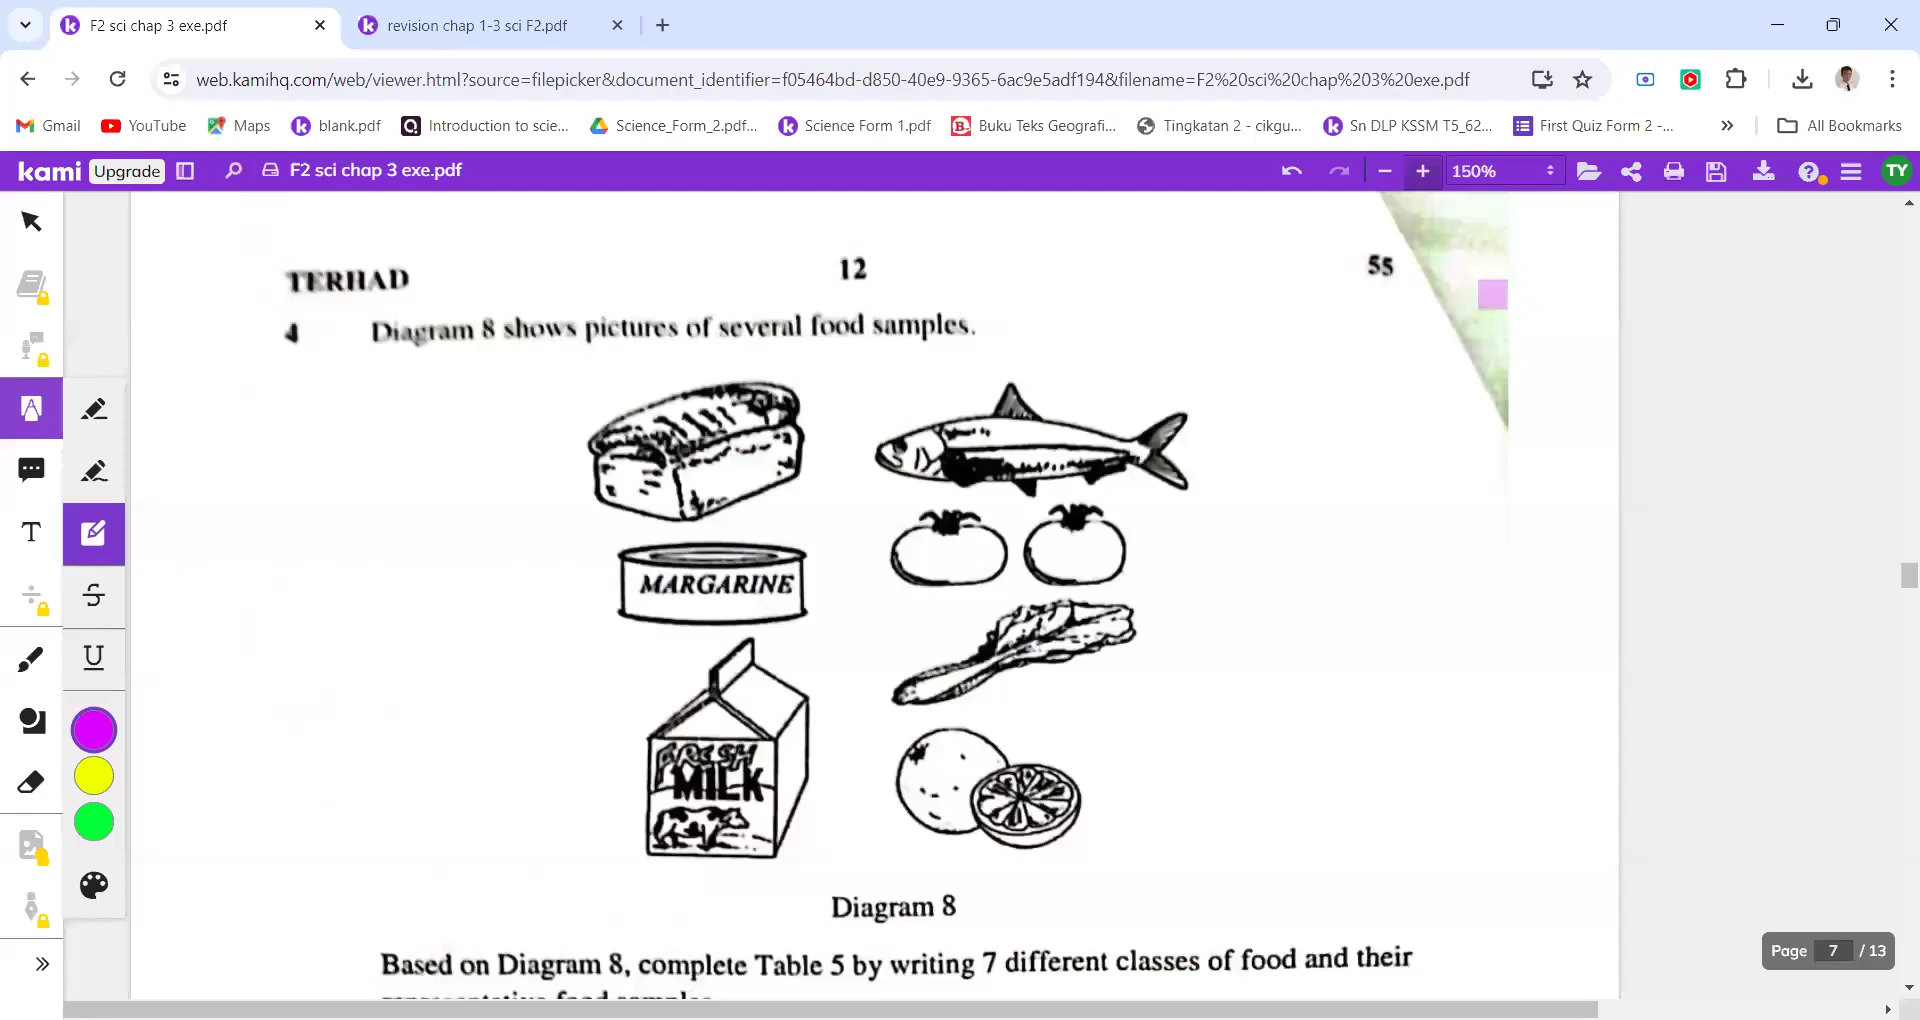 F2 sci chap 3 exe.pdf
revision chap 1-3 sci F2.pdf
web.kamihq.com/web/viewer.html?source=filepicker&document_identifier=f05464bd-d850-40e9-9365-6ac9e5adf194&filename=F2%20sci%20chap%203%20exe.pdf
Gmail
YouTube
Maps
blank.pdf
Introduction to scie...
Science_Form_2.pdf...
Science Form 1.pdf
Buku Teks Geografi...
Tingkatan 2 - cikgu...
Sn DLP KSSM T5_62...
First Quiz Form 2 -...
All Bookmarks
kami Upgrade F2 sci chap 3 exe.pdf 150% TY
TERHAD 12 55
4 Diagram 8 shows pictures of several food samples.
MARGARINE
FRESH
MILK
Diagram 8
Based on Diagram 8, complete Table 5 by writing 7 different classes of food and their
representative food samples.
Page 7 / 13